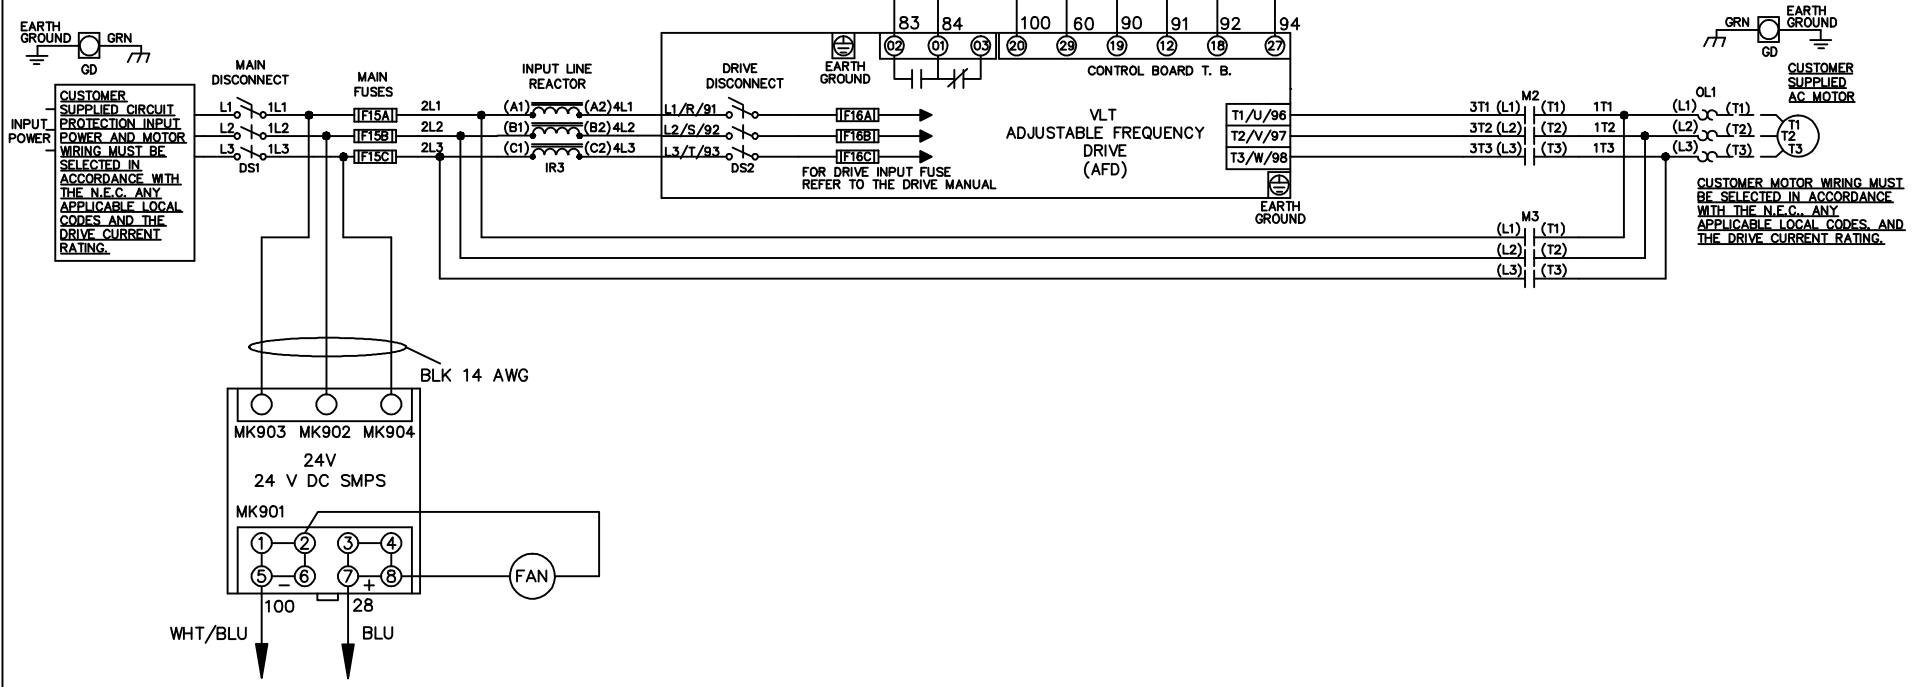 83 84 100 60 90 91 92 94
EARTH
GROUND
GRN
GD
02 01 03 20 29 19 12 18 27
EARTH
GROUND
CONTROL BOARD T. B.
GRN
EARTH
GROUND
GD
MAIN
DISCONNECT
MAIN
FUSES
INPUT LINE
REACTOR
DRIVE
DISCONNECT
CUSTOMER
SUPPLIED
AC MOTOR
INPUT
POWER
CUSTOMER
SUPPLIED CIRCUIT
PROTECTION INPUT
POWER AND MOTOR
WIRING MUST BE
SELECTED IN
ACCORDANCE WITH
THE N.E.C. ANY
APPLICABLE LOCAL
CODES AND THE
DRIVE CURRENT
RATING.
L1 1L1 F15A 2L1 (A1) (A2) 4L1 L1/R/91 F16A
L2 1L2 F15B 2L2 (B1) (B2) 4L2 L2/S/92 F16B
L3 1L3 F15C 2L3 (C1) (C2) 4L3 L3/T/93 F16C
DS1 IR3 DS2
FOR DRIVE INPUT FUSE
REFER TO THE DRIVE MANUAL
VLT
ADJUSTABLE FREQUENCY
DRIVE
(AFD)
T1/U/96
T2/V/97
T3/W/98
EARTH
GROUND
M2 OL1
3T1 (L1) (T1) 1T1 (L1) (T1) T1
3T2 (L2) (T2) 1T2 (L2) (T2) T2
3T3 (L3) (T3) 1T3 (L3) (T3) T3
CUSTOMER MOTOR WIRING MUST
BE SELECTED IN ACCORDANCE
WITH THE N.E.C., ANY
APPLICABLE LOCAL CODES, AND
THE DRIVE CURRENT RATING.
M3
(L1) (T1)
(L2) (T2)
(L3) (T3)
BLK 14 AWG
MK903 MK902 MK904
24V
24 V DC SMPS
MK901
1 2 3 4
5 6 7 8
− +
FAN
100 28
WHT/BLU BLU